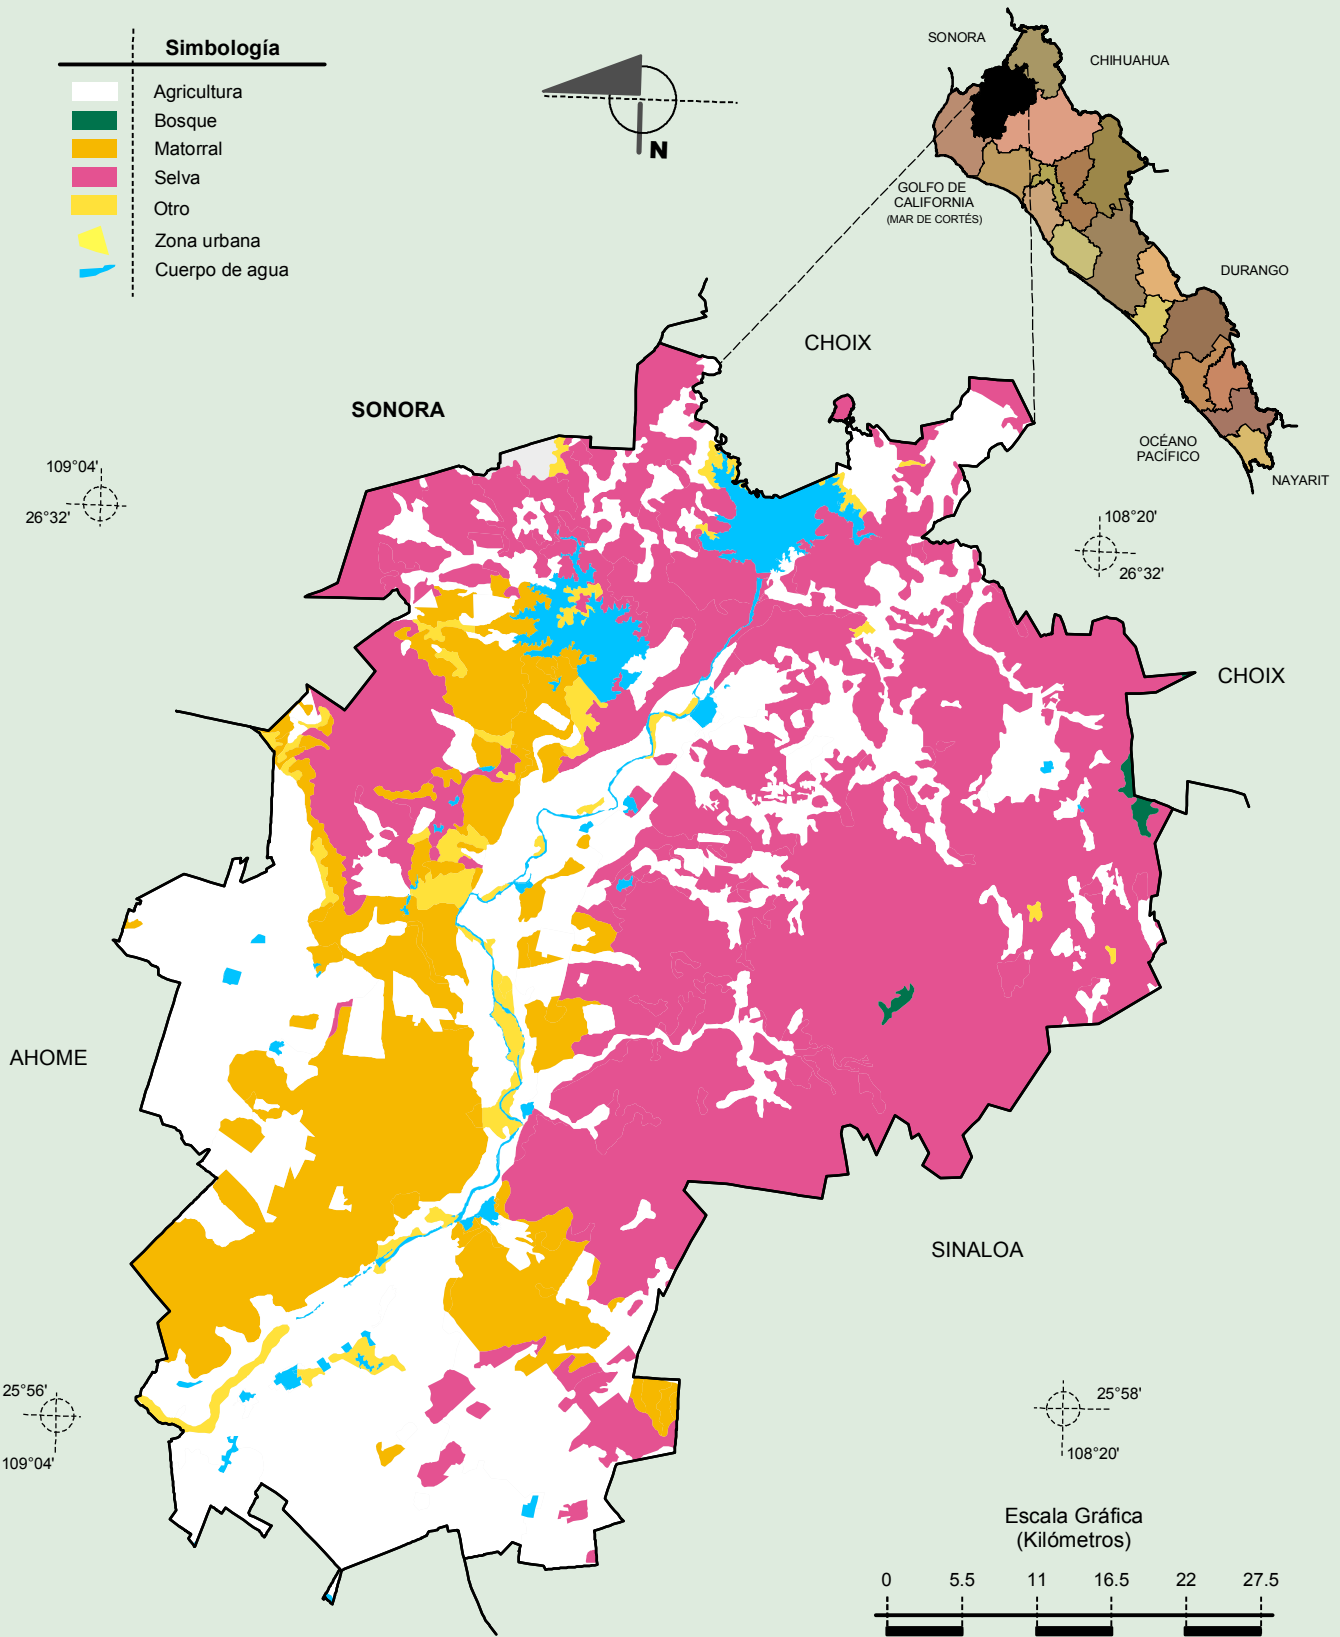 Simbología
Agricultura
Bosque
Matorral
Selva
Otro
Zona urbana
Cuerpo de agua
N
SONORA
CHIHUAHUA
GOLFO DE
CALIFORNIA
(MAR DE CORTÉS)
DURANGO
OCÉANO
PACÍFICO
NAYARIT
CHOIX
SONORA
109°04'
26°32'
108°20'
26°32'
CHOIX
AHOME
SINALOA
25°56'
109°04'
25°58'
108°20'
Escala Gráfica
(Kilómetros)
0 5.5 11 16.5 22 27.5